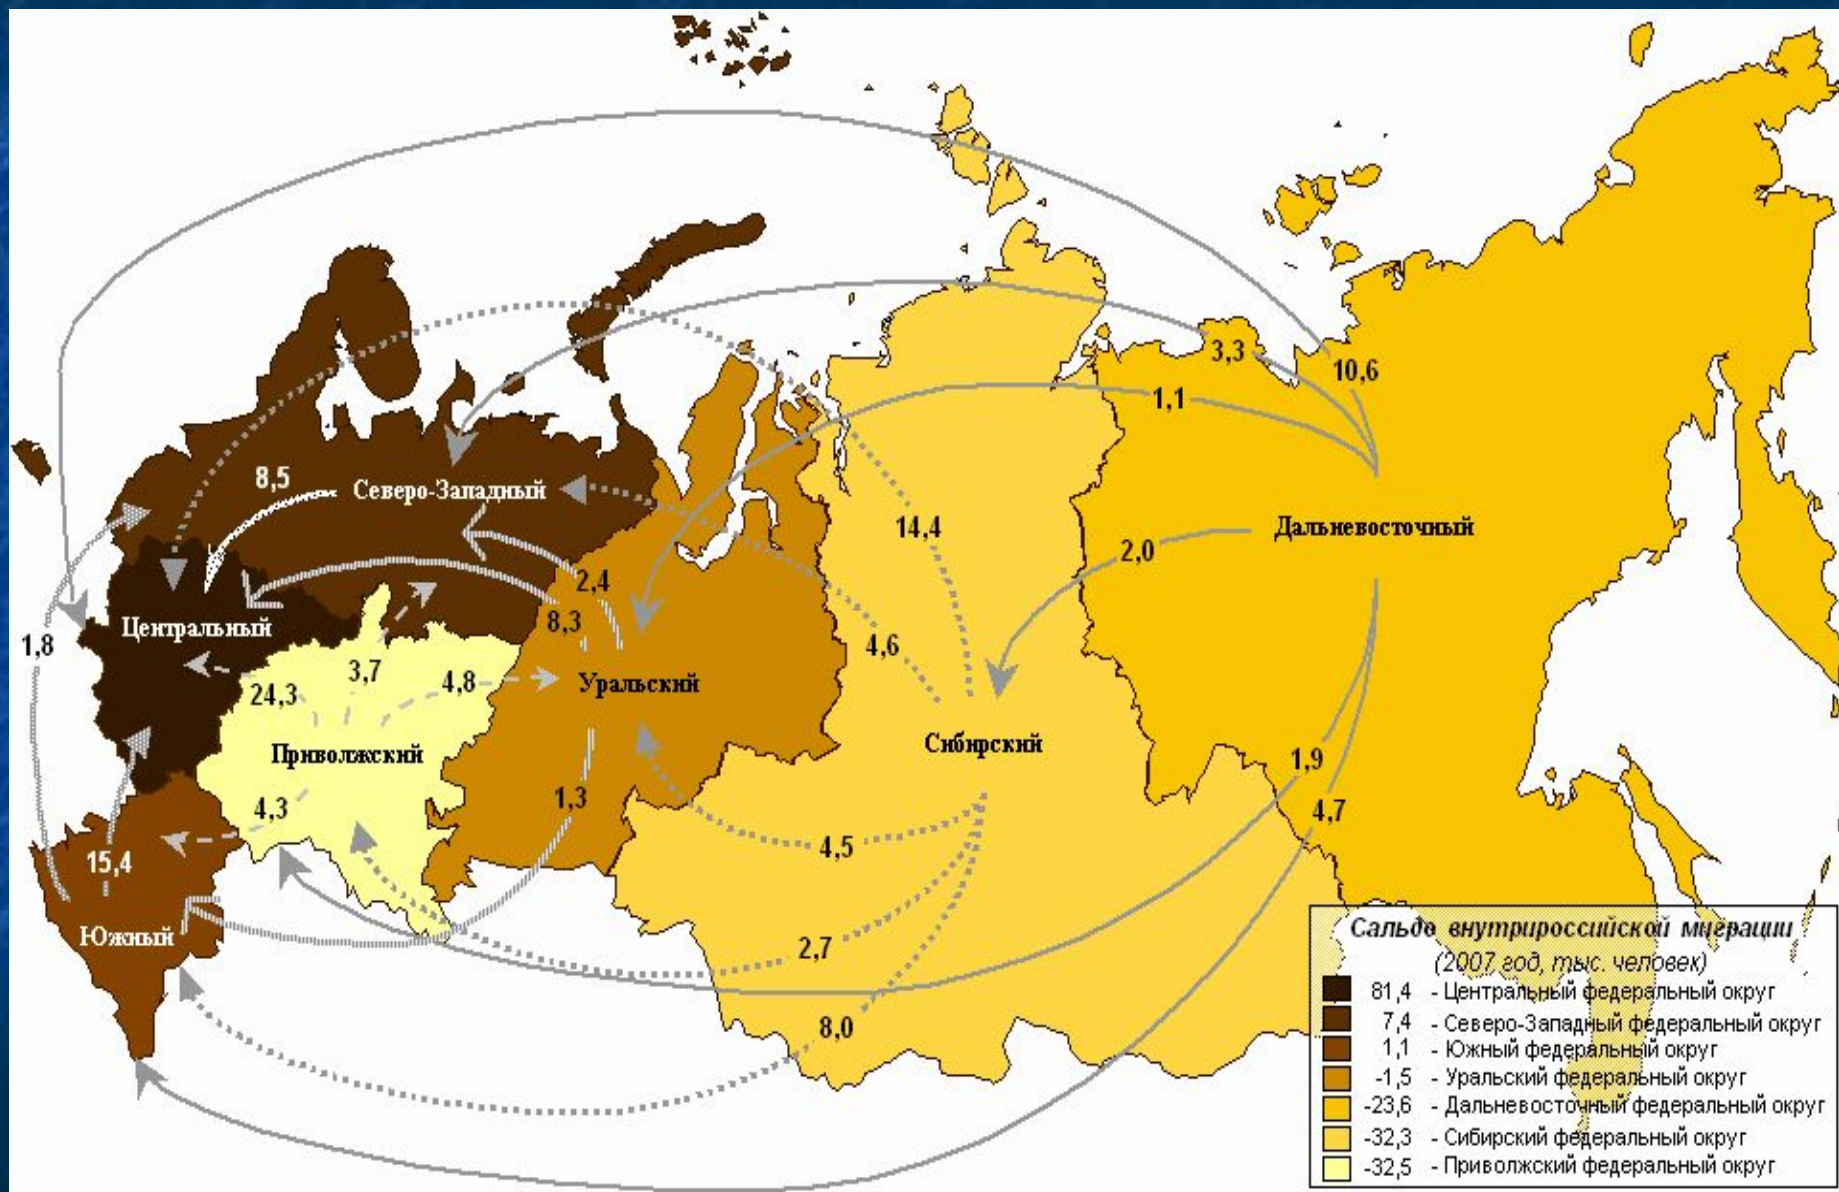 3,3
10,6
1,1
8,5
Северо-Западный
14,4
Дальневосточный
2,0
2,4
8,3
Центральный
1,8
4,6
3,7
4,8
24,3
Уральский
Приволжский
Сибирский
1,9
1,3
4,3
4,7
4,5
15,4
Южный
2,7
8,0
Сальдо внутрироссийской миграции
(2007 год, тыс. человек)
81,4 - Центральный федеральный округ
7,4 - Северо-Западный федеральный округ
1,1 - Южный федеральный округ
-1,5 - Уральский федеральный округ
-23,6 - Дальневосточный федеральный округ
-32,3 - Сибирский федеральный округ
-32,5 - Приволжский федеральный округ